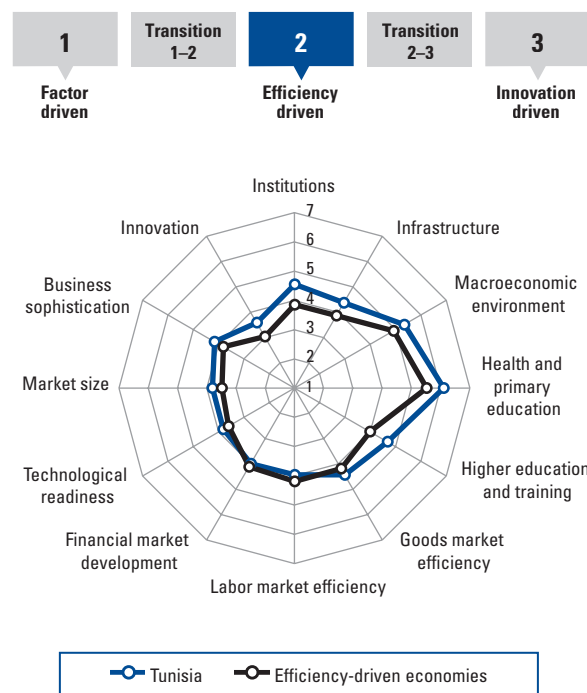 1
Transition
1–2
2
Transition
2–3
3
Factor
driven
Efficiency
driven
Innovation
driven
Institutions
7
Innovation
Infrastructure
6
5
Business
sophistication
Macroeconomic
environment
4
3
2
Market size
1
Health and
primary
education
Technological
readiness
Higher education
and training
Financial market
development
Goods market
efficiency
Labor market efficiency
Tunisia
Efficiency-driven economies